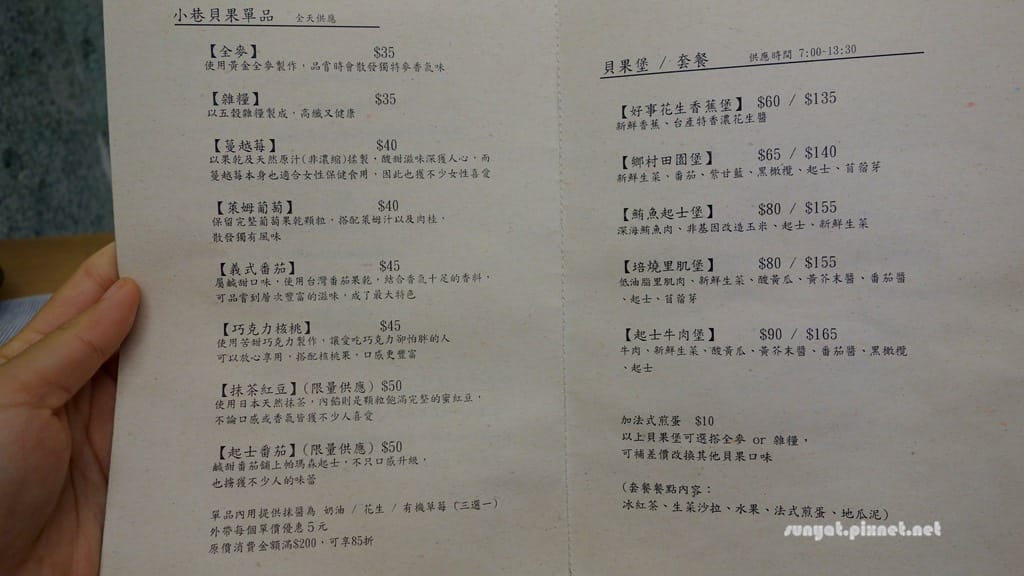 小巷貝果單品 全天供應
【全麥】 $35
使用黃金全麥製作，品嘗時會散發獨特麥香氣味
【雜糧】 $35
以五穀雜糧製成，高纖又健康
【蔓越莓】 $40
以果乾及天然原汁(非濃縮)揉製，酸甜滋味深獲人心，而
蔓越莓本身也適合女性保健食用，因此也獲不少女性喜愛
【萊姆葡萄】 $40
保留完整葡萄果乾顆粒，搭配萊姆汁以及肉桂，
散發獨有風味
【義式番茄】 $45
屬鹹甜口味，使用台灣番茄果乾，結合香氣十足的香料，
可品嘗到層次豐富的滋味，成了最大特色
【巧克力核桃】 $45
使用苦甜巧克力製作，讓愛吃巧克力卻怕胖的人
可以放心享用，搭配核桃果，口感更豐富
【抹茶紅豆】(限量供應) $50
使用日本天然抹茶，內餡則是顆粒飽滿完整的蜜紅豆，
不論口感或香氣皆獲不少人喜愛
【起士番茄】(限量供應) $50
鹹甜番茄舖上帕瑪森起士，不只口感升級，
也擄獲不少人的味蕾
單品內用提供抹醬為 奶油 / 花生 / 有機草莓 (三選一)
外帶每個單價優惠5元
原價消費金額滿$200，可享85折
貝果堡 / 套餐 供應時間 7:00-13:30
【好事花生香蕉堡】 $60 / $135
新鮮香蕉、台產特香濃花生醬
【鄉村田園堡】 $65 / $140
新鮮生菜、番茄、紫甘藍、黑橄欖、起士、苜蓿芽
【鮪魚起士堡】 $80 / $155
深海鮪魚肉、非基因改造玉米、起士、新鮮生菜
【培燒里肌堡】 $80 / $155
低油脂里肌肉、新鮮生菜、酸黃瓜、黃芥末醬、番茄醬
、起士、苜蓿芽
【起士牛肉堡】 $90 / $165
牛肉、新鮮生菜、酸黃瓜、黃芥末醬、番茄醬、黑橄欖
、起士
加法式煎蛋 $10
以上貝果堡可選搭全麥 or 雜糧，
可補差價改換其他貝果口味
(套餐餐點內容：
冰紅茶、生菜沙拉、水果、法式煎蛋、地瓜泥)
sunyat.pixnet.net